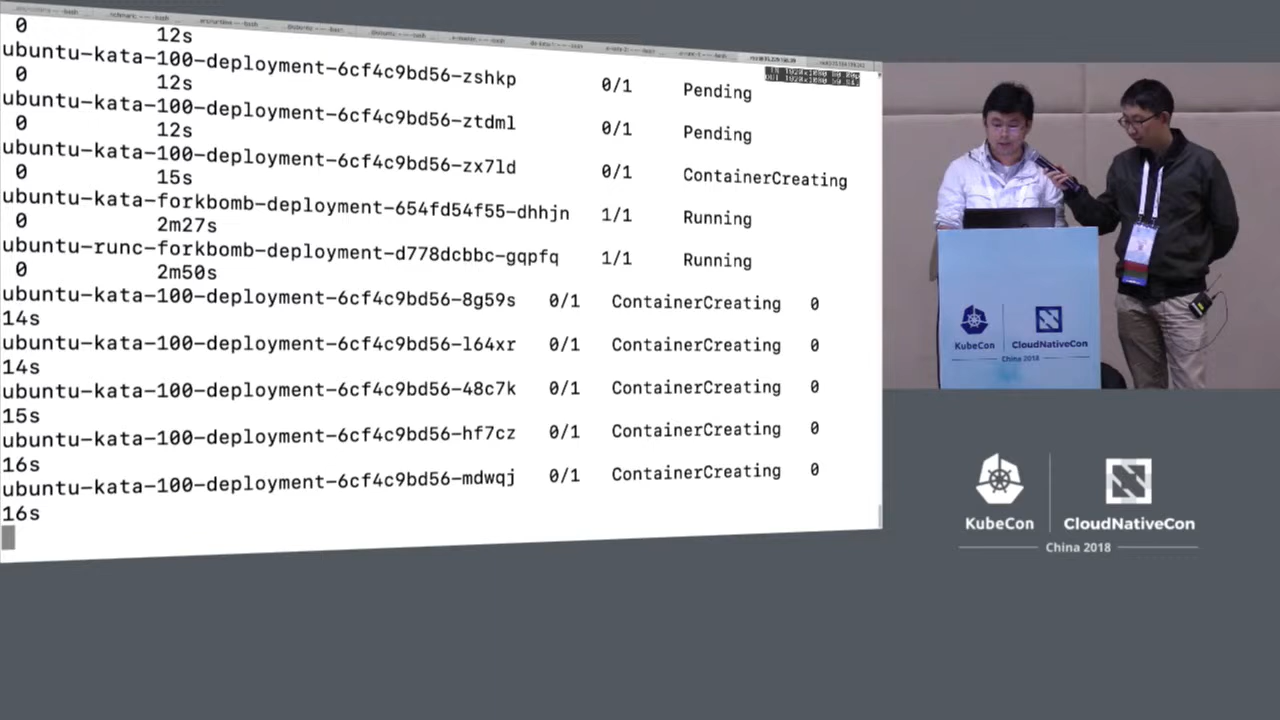 0 12s
ubuntu-kata-100-deployment-6cf4c9bd56-zshkp 0/1 Pending
0 12s
ubuntu-kata-100-deployment-6cf4c9bd56-ztdml 0/1 Pending
0 12s
ubuntu-kata-100-deployment-6cf4c9bd56-zx7ld 0/1 ContainerCreating
0 15s
ubuntu-kata-forkbomb-deployment-654fd54f55-dhhjn 1/1 Running
0 2m27s
ubuntu-runc-forkbomb-deployment-d778dcbbc-gqpfq 1/1 Running
0 2m50s
ubuntu-kata-100-deployment-6cf4c9bd56-8g59s 0/1 ContainerCreating 0
14s
ubuntu-kata-100-deployment-6cf4c9bd56-l64xr 0/1 ContainerCreating 0
14s
ubuntu-kata-100-deployment-6cf4c9bd56-48c7k 0/1 ContainerCreating 0
15s
ubuntu-kata-100-deployment-6cf4c9bd56-hf7cz 0/1 ContainerCreating 0
16s
ubuntu-kata-100-deployment-6cf4c9bd56-mdwqj 0/1 ContainerCreating 0
16s
KubeCon CloudNativeCon
China 2018
KubeCon CloudNativeCon
China 2018